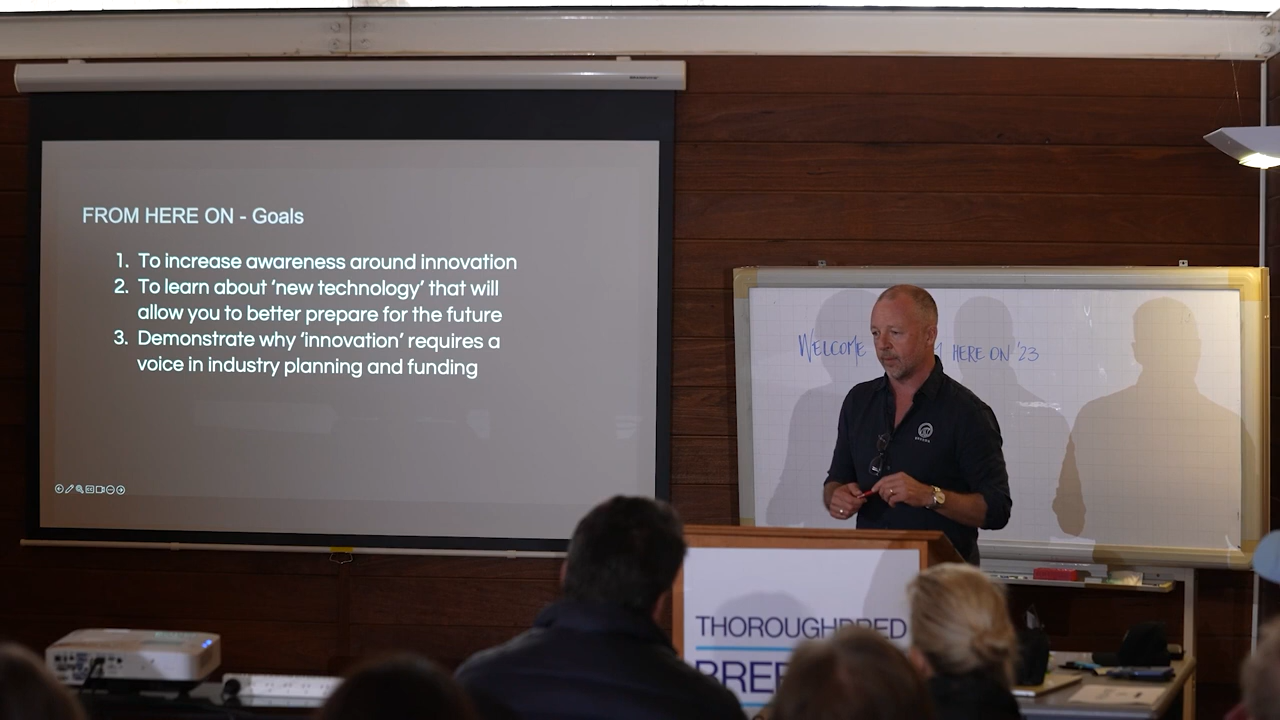 FROM HERE ON - Goals
1. To increase awareness around innovation
2. To learn about ‘new technology’ that will
allow you to better prepare for the future
3. Demonstrate why ‘innovation’ requires a
voice in industry planning and funding
WELCOME HERE ON '23
THOROUGHBRED